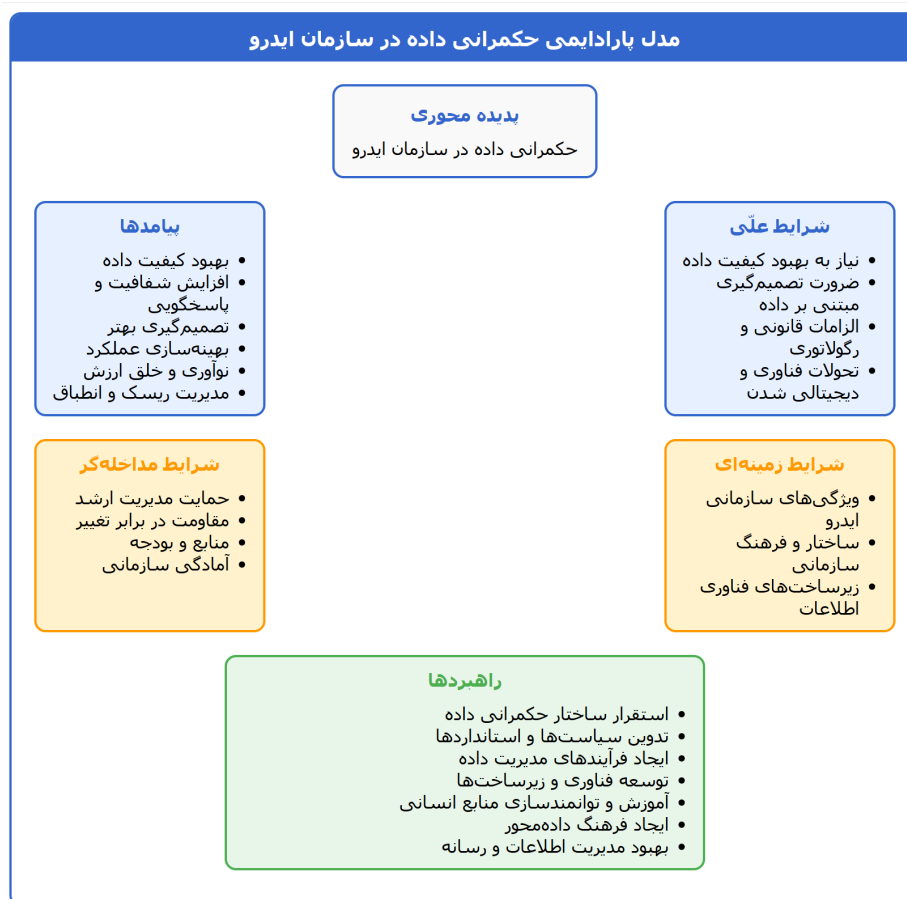 مدل پارادایمی حکمرانی داده در سازمان ایدرو
پدیده محوری
حکمرانی داده در سازمان ایدرو
شرایط علّی
• نیاز به بهبود کیفیت داده
• ضرورت تصمیم‌گیری
مبتنی بر داده
• الزامات قانونی و
رگولاتوری
• تحولات فناوری و
دیجیتالی شدن
پیامدها
• بهبود کیفیت داده
• افزایش شفافیت و
پاسخگویی
• تصمیم‌گیری بهتر
• بهینه‌سازی عملکرد
• نوآوری و خلق ارزش
• مدیریت ریسک و انطباق
شرایط زمینه‌ای
• ویژگی‌های سازمانی
ایدرو
• ساختار و فرهنگ
سازمانی
• زیرساخت‌های فناوری
اطلاعات
شرایط مداخله‌گر
• حمایت مدیریت ارشد
• مقاومت در برابر تغییر
• منابع و بودجه
• آمادگی سازمانی
راهبردها
• استقرار ساختار حکمرانی داده
• تدوین سیاست‌ها و استانداردها
• ایجاد فرآیندهای مدیریت داده
• توسعه فناوری و زیرساخت‌ها
• آموزش و توانمندسازی منابع انسانی
• ایجاد فرهنگ داده‌محور
• بهبود مدیریت اطلاعات و رسانه